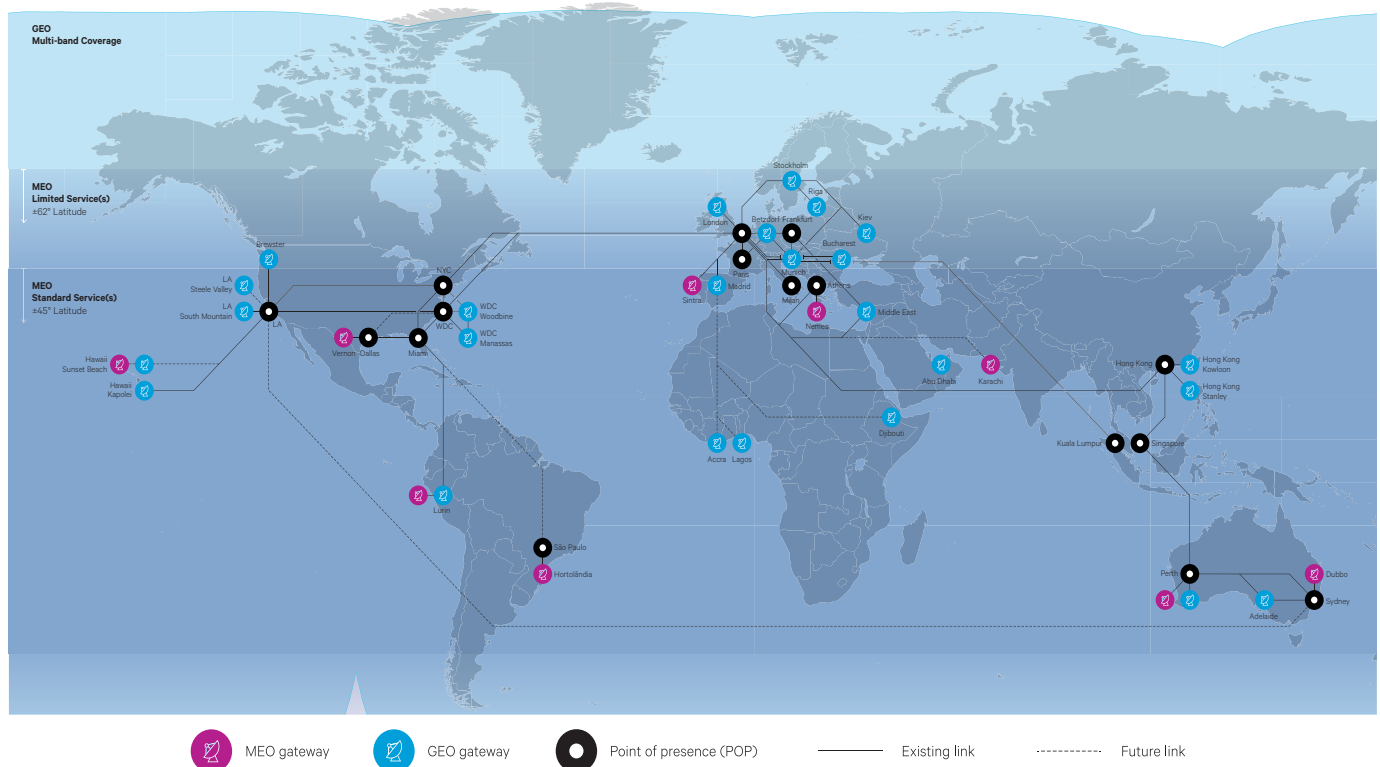 GEO
Multi-band Coverage
MEO
Limited Service(s)
±62° Latitude
MEO
Standard Service(s)
±45° Latitude
Stockholm
Riga
London
Betzdorf
Frankfurt
Kiev
Bucharest
Paris
Munich
Sintra
Madrid
Milan
Athens
Nemea
Middle East
Brewster
LA
Steele Valley
LA
South Mountain
LA
NYC
WDC
WDC
Woodbine
WDC
Manassas
Vernon
Dallas
Miami
Hawaii
Sunset Beach
Hawaii
Kapolei
Abu Dhabi
Karachi
Hong Kong
Hong Kong
Kowloon
Hong Kong
Stanley
Djibouti
Accra
Lagos
Kuala Lumpur
Singapore
Lurin
São Paulo
Hortolândia
Perth
Dubbo
Adelaide
Sydney
MEO gateway
GEO gateway
Point of presence (POP)
Existing link
Future link